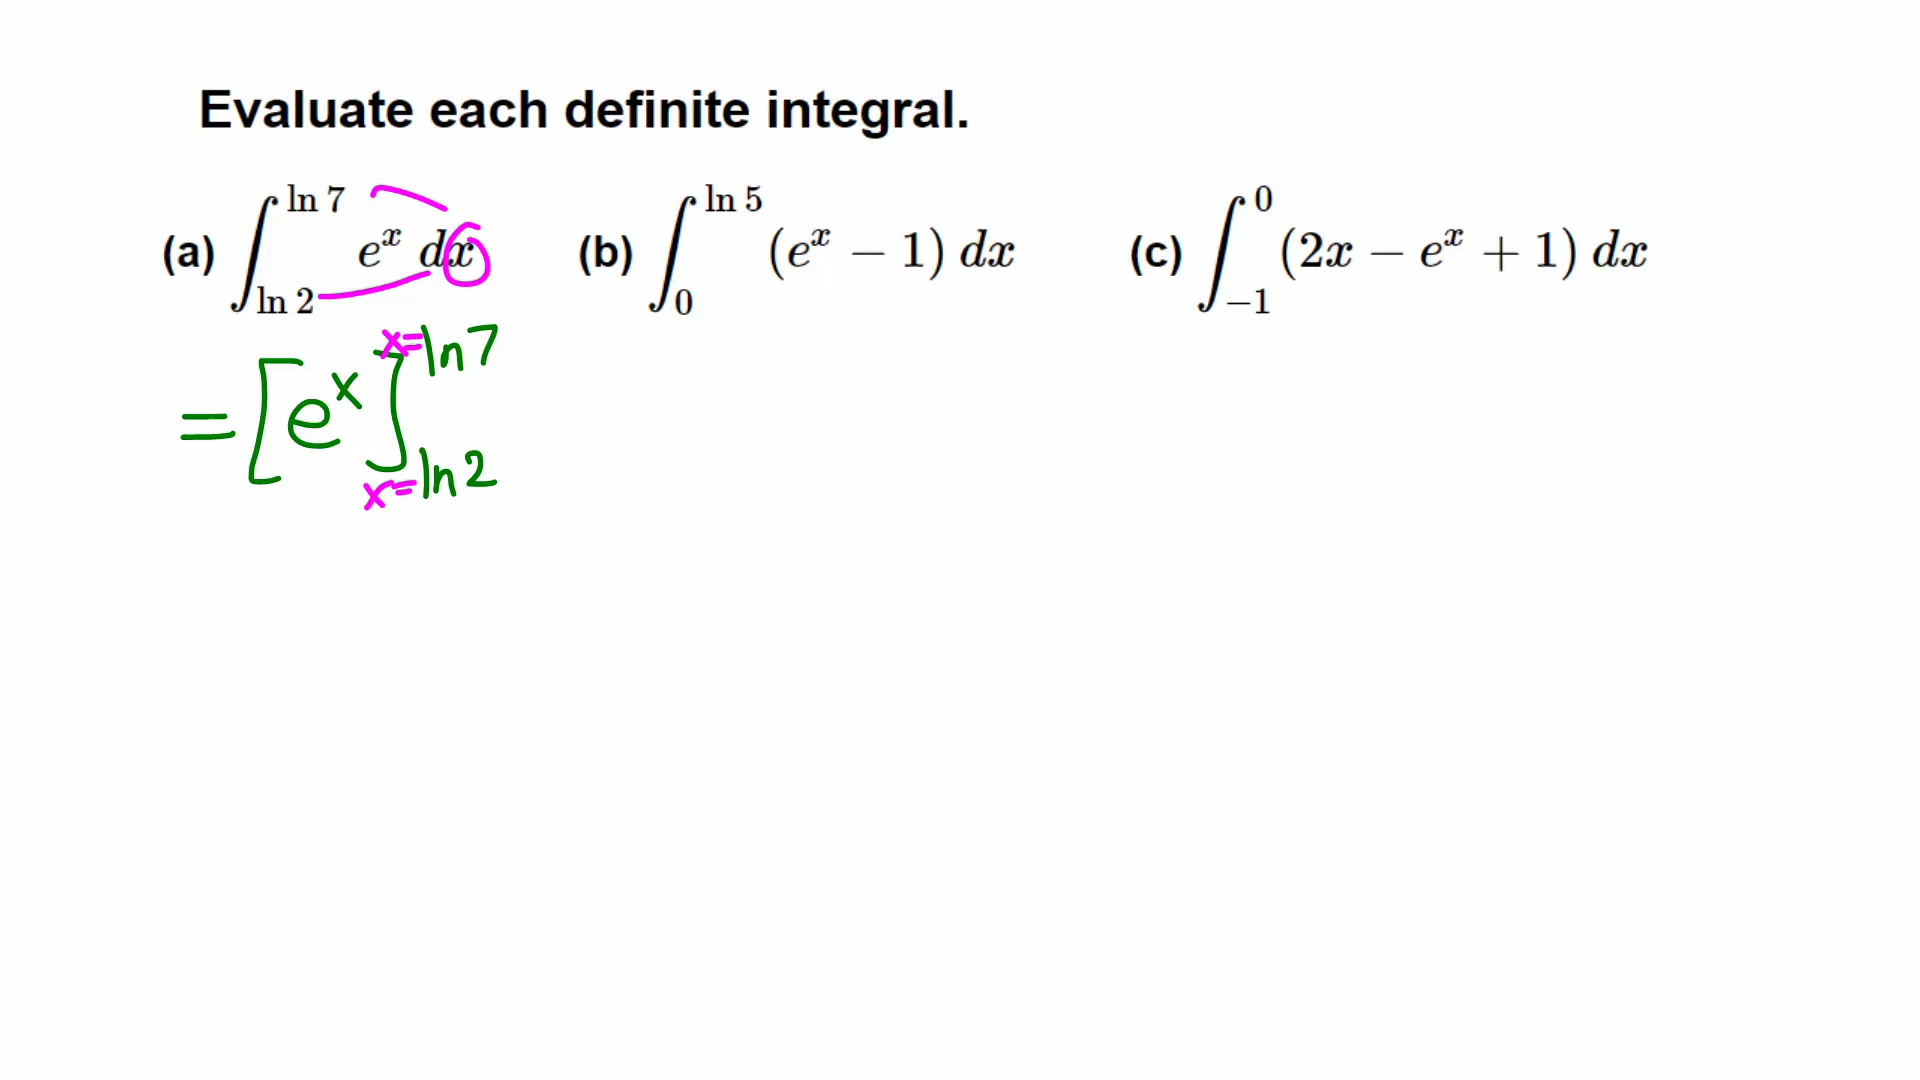 Evaluate each definite integral.
(a) ∫_{ln 2}^{ln 7} e^x dx (b) ∫_0^{ln 5} (e^x − 1) dx (c) ∫_{−1}^0 (2x − e^x + 1) dx
= [e^x]_{x=ln 2}^{x=ln 7}